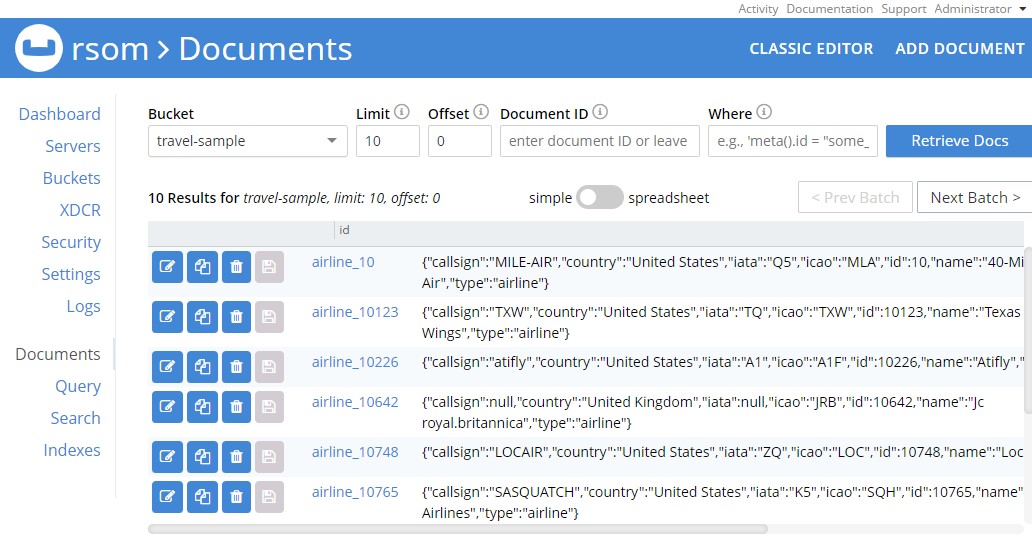 Activity Documentation Support Administrator
rsom > Documents
CLASSIC EDITOR ADD DOCUMENT
Dashboard
Servers
Buckets
XDCR
Security
Settings
Logs
Documents
Query
Search
Indexes
Bucket Limit Offset Document ID Where
travel-sample 10 0 enter document ID or leave e.g., 'meta().id = "some_ Retrieve Docs
10 Results for travel-sample, limit: 10, offset: 0 simple spreadsheet < Prev Batch Next Batch >
id
airline_10 {"callsign":"MILE-AIR","country":"United States","iata":"Q5","icao":"MLA","id":10,"name":"40-Mi
Air","type":"airline"}
airline_10123 {"callsign":"TXW","country":"United States","iata":"TQ","icao":"TXW","id":10123,"name":"Texas
Wings","type":"airline"}
airline_10226 {"callsign":"atifly","country":"United States","iata":"A1","icao":"A1F","id":10226,"name":"Atifly","
airline_10642 {"callsign":null,"country":"United Kingdom","iata":null,"icao":"JRB","id":10642,"name":"Jc
royal.britannica","type":"airline"}
airline_10748 {"callsign":"LOCAIR","country":"United States","iata":"ZQ","icao":"LOC","id":10748,"name":"Loc
airline_10765 {"callsign":"SASQUATCH","country":"United States","iata":"K5","icao":"SQH","id":10765,"name"
Airlines","type":"airline"}